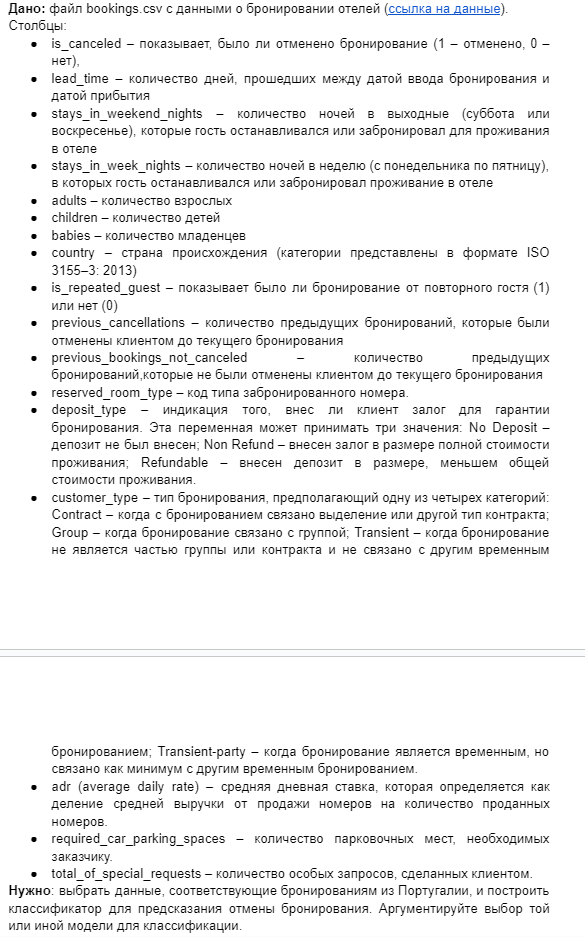 Дано: файл bookings.csv с данными о бронировании отелей (ссылка на данные).
Столбцы:
● is_canceled – показывает, было ли отменено бронирование (1 – отменено, 0 –
нет),
● lead_time – количество дней, прошедших между датой ввода бронирования и
датой прибытия
● stays_in_weekend_nights – количество ночей в выходные (суббота или
воскресенье), которые гость останавливался или забронировал для проживания
в отеле
● stays_in_week_nights – количество ночей в неделю (с понедельника по пятницу),
в которых гость останавливался или забронировал проживание в отеле
● adults – количество взрослых
● children – количество детей
● babies – количество младенцев
● country – страна происхождения (категории представлены в формате ISO
3155–3: 2013)
● is_repeated_guest – показывает было ли бронирование от повторного гостя (1)
или нет (0)
● previous_cancellations – количество предыдущих бронирований, которые были
отменены клиентом до текущего бронирования
● previous_bookings_not_canceled – количество предыдущих
бронирований,которые не были отменены клиентом до текущего бронирования
● reserved_room_type – код типа забронированного номера.
● deposit_type – индикация того, внес ли клиент залог для гарантии
бронирования. Эта переменная может принимать три значения: No Deposit –
депозит не был внесен; Non Refund – внесен залог в размере полной стоимости
проживания; Refundable – внесен депозит в размере, меньшем общей
стоимости проживания.
● customer_type – тип бронирования, предполагающий одну из четырех категорий:
Contract – когда с бронированием связано выделение или другой тип контракта;
Group – когда бронирование связано с группой; Transient – когда бронирование
не является частью группы или контракта и не связано с другим временным
бронированием; Transient-party – когда бронирование является временным, но
связано как минимум с другим временным бронированием.
● adr (average daily rate) – средняя дневная ставка, которая определяется как
деление средней выручки от продажи номеров на количество проданных
номеров.
● required_car_parking_spaces – количество парковочных мест, необходимых
заказчику.
● total_of_special_requests – количество особых запросов, сделанных клиентом.
Нужно: выбрать данные, соответствующие бронированиям из Португалии, и построить
классификатор для предсказания отмены бронирования. Аргументируйте выбор той
или иной модели для классификации.